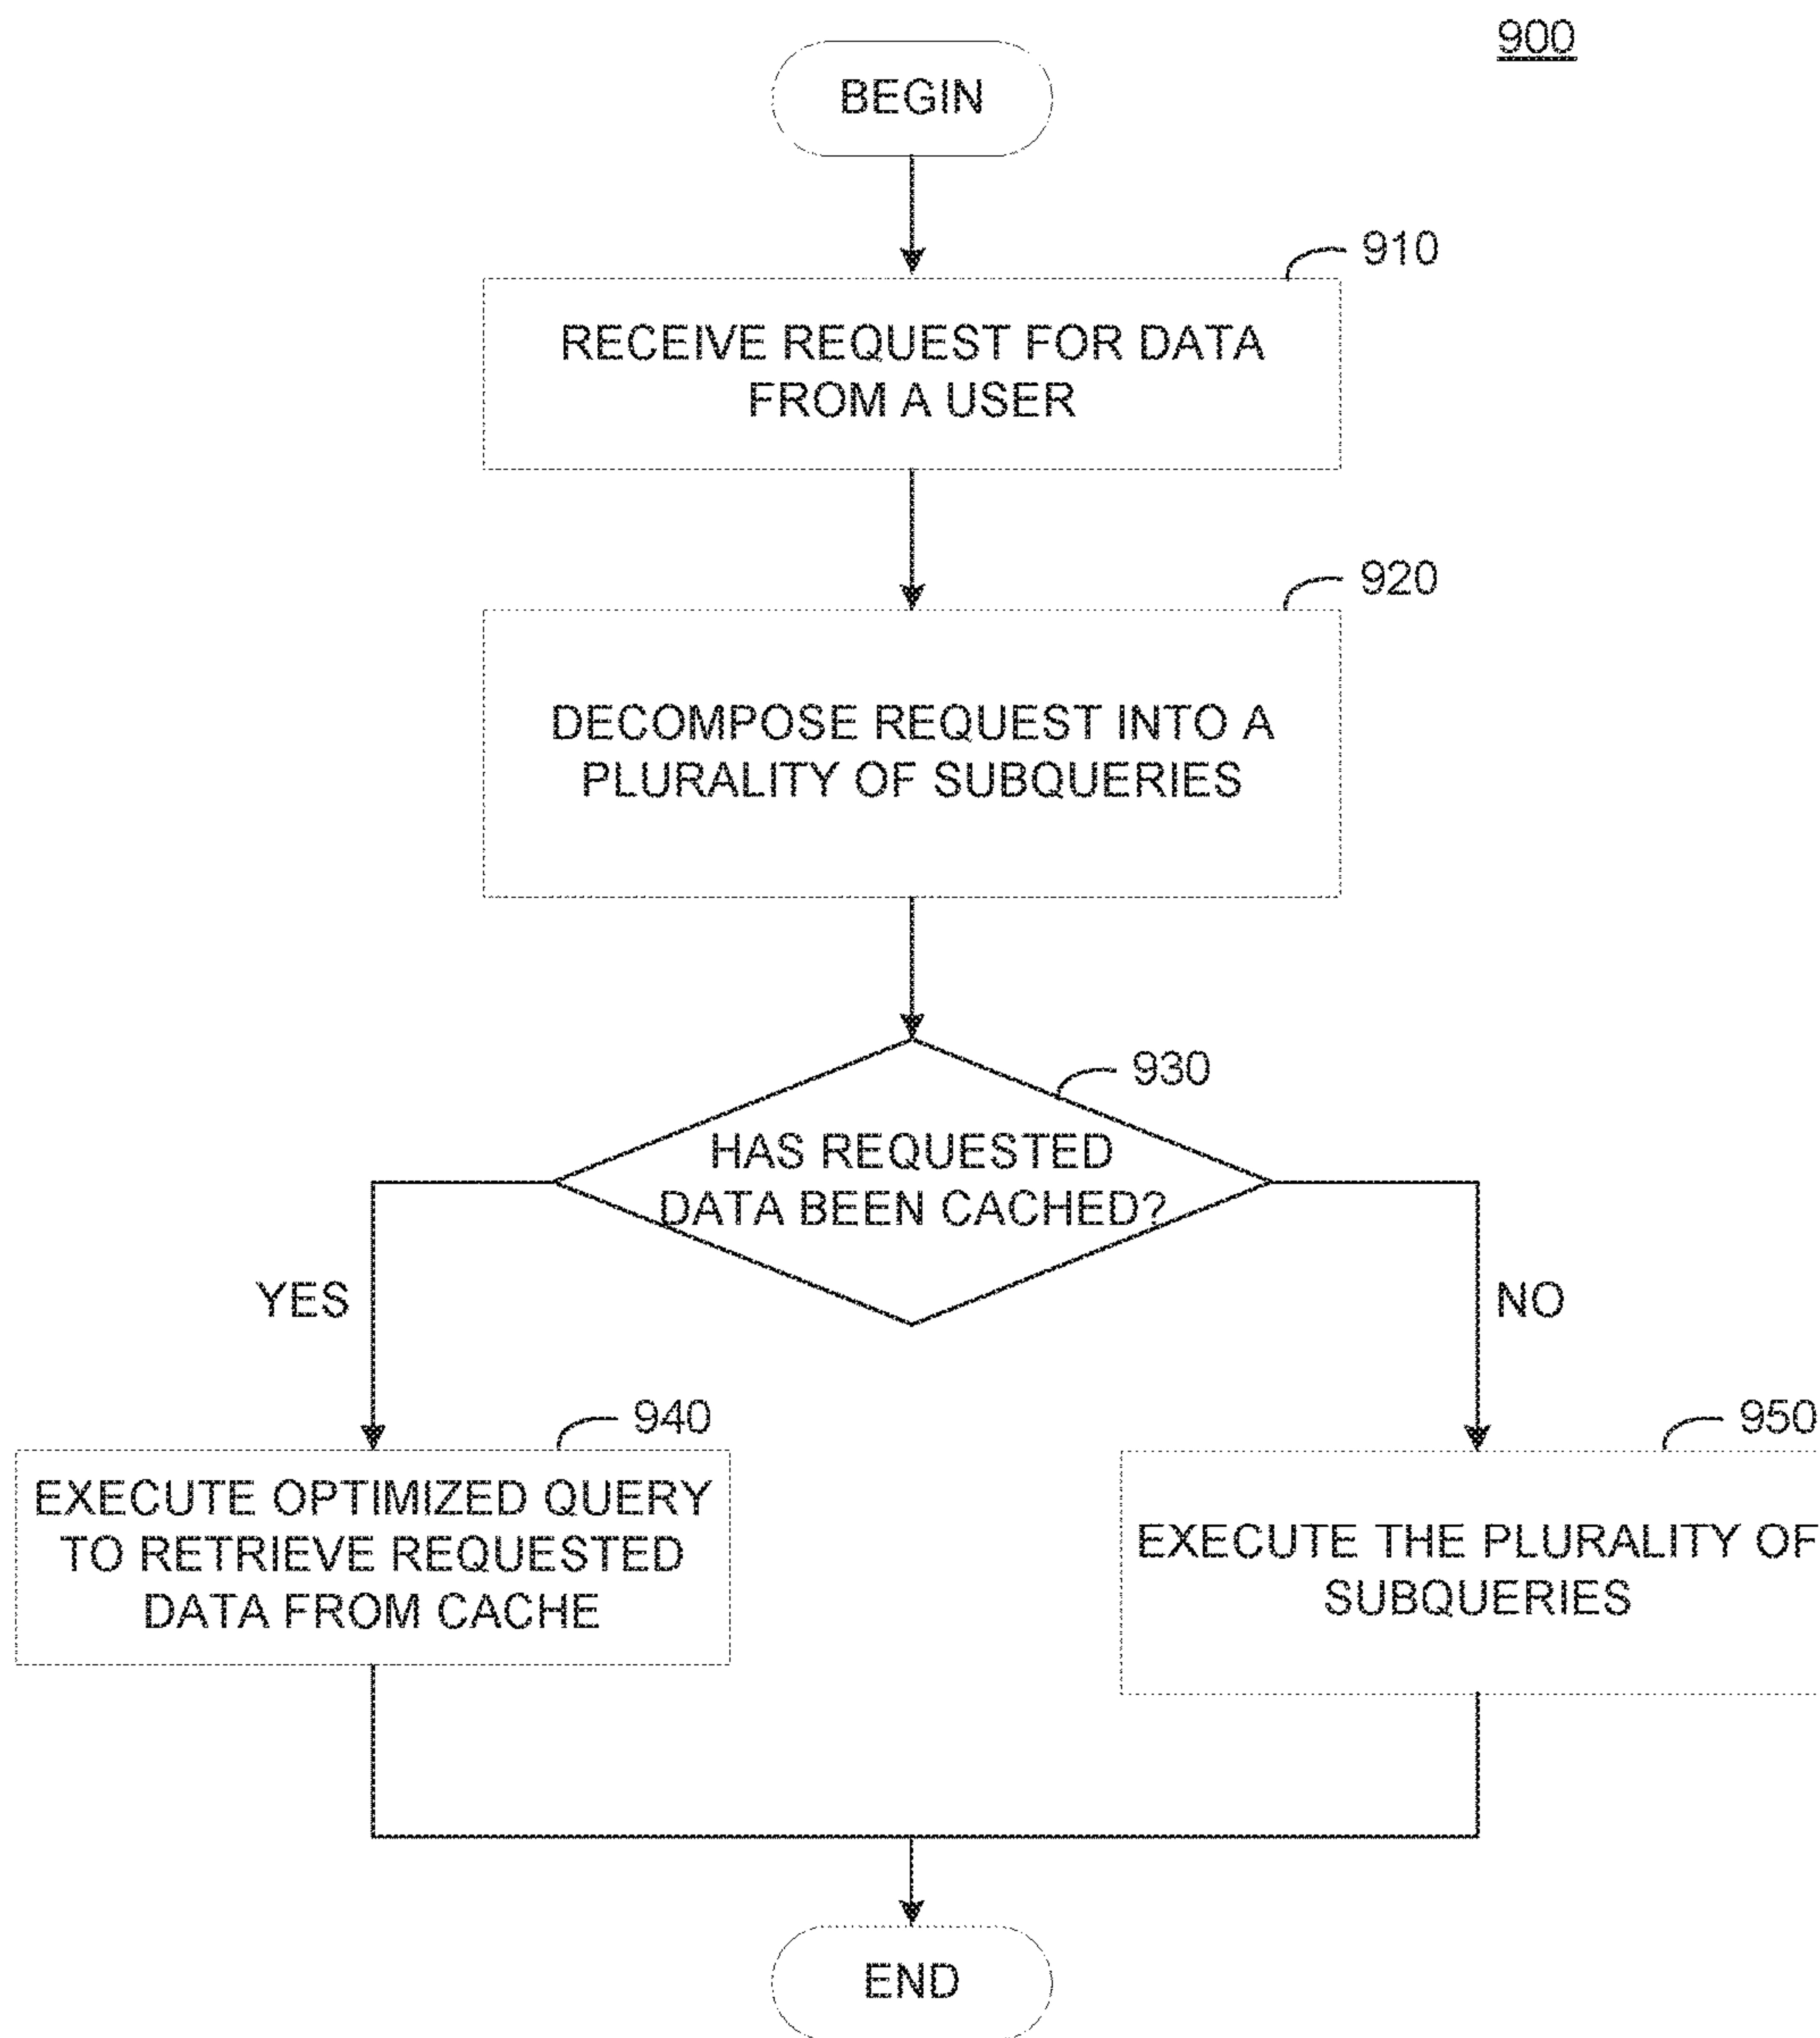 900
BEGIN
910
RECEIVE REQUEST FOR DATA
FROM A USER
920
DECOMPOSE REQUEST INTO A
PLURALITY OF SUBQUERIES
930
HAS REQUESTED
DATA BEEN CACHED?
YES
NO
940
EXECUTE OPTIMIZED QUERY
TO RETRIEVE REQUESTED
DATA FROM CACHE
950
EXECUTE THE PLURALITY OF
SUBQUERIES
END